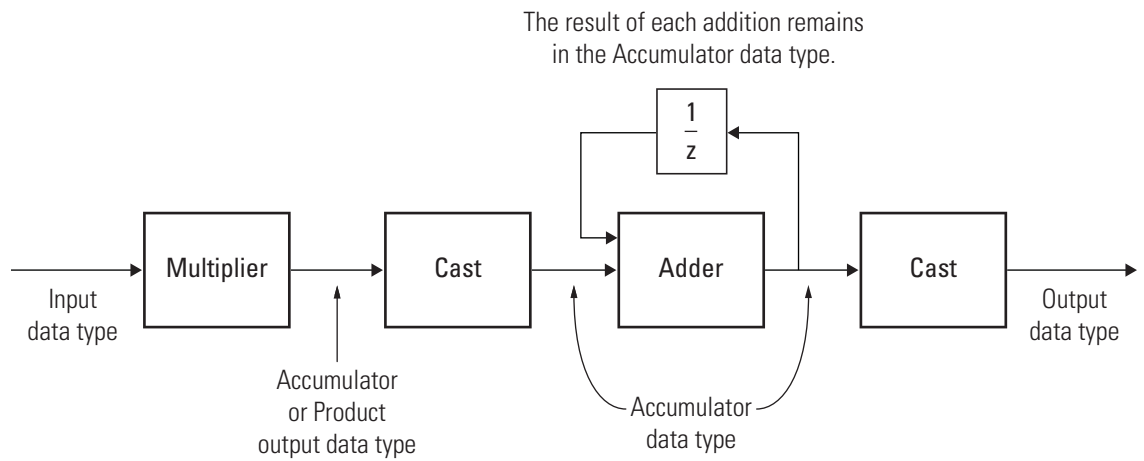 The result of each addition remains
in the Accumulator data type.
1
z
Multiplier
Cast
Adder
Cast
Input
data type
Output
data type
Accumulator
or Product
output data type
Accumulator
data type